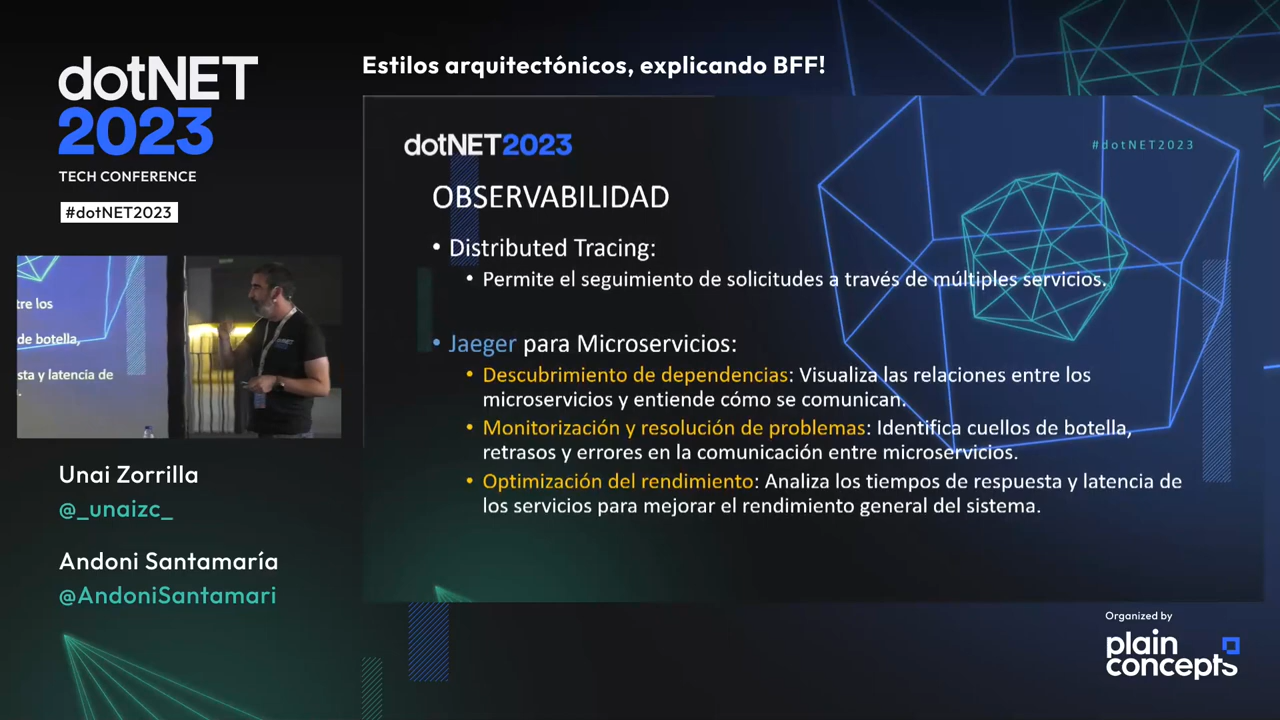 dotNET
2023
TECH CONFERENCE
#dotNET2023
tre los
de botella,
sta y latencia de
Unai Zorrilla
@_unaizc_
Andoni Santamaría
@AndoniSantamari
Estilos arquitectónicos, explicando BFF!
dotNET2023
#dotNET2023
OBSERVABILIDAD
• Distributed Tracing:
• Permite el seguimiento de solicitudes a través de múltiples servicios.
• Jaeger para Microservicios:
• Descubrimiento de dependencias: Visualiza las relaciones entre los
microservicios y entiende cómo se comunican.
• Monitorización y resolución de problemas: Identifica cuellos de botella,
retrasos y errores en la comunicación entre microservicios.
• Optimización del rendimiento: Analiza los tiempos de respuesta y latencia de
los servicios para mejorar el rendimiento general del sistema.
Organized by
plain
concepts